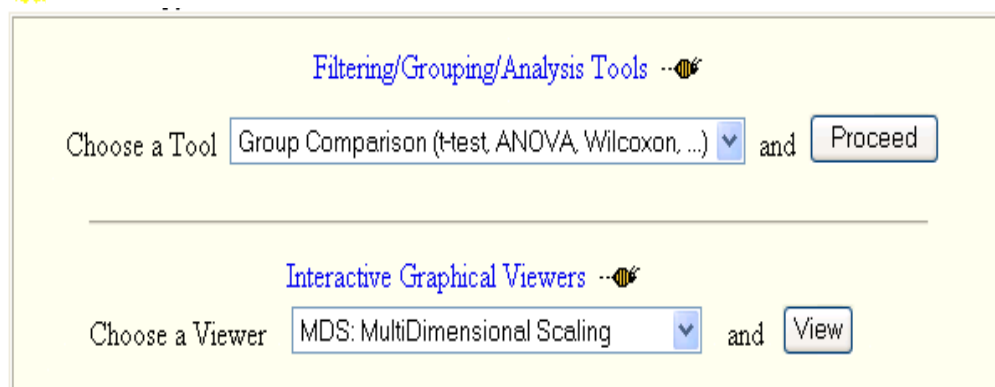 Filtering/Grouping/Analysis Tools
Choose a Tool Group Comparison (t-test, ANOVA, Wilcoxon, ...) and Proceed
Interactive Graphical Viewers
Choose a Viewer MDS: MultiDimensional Scaling and View